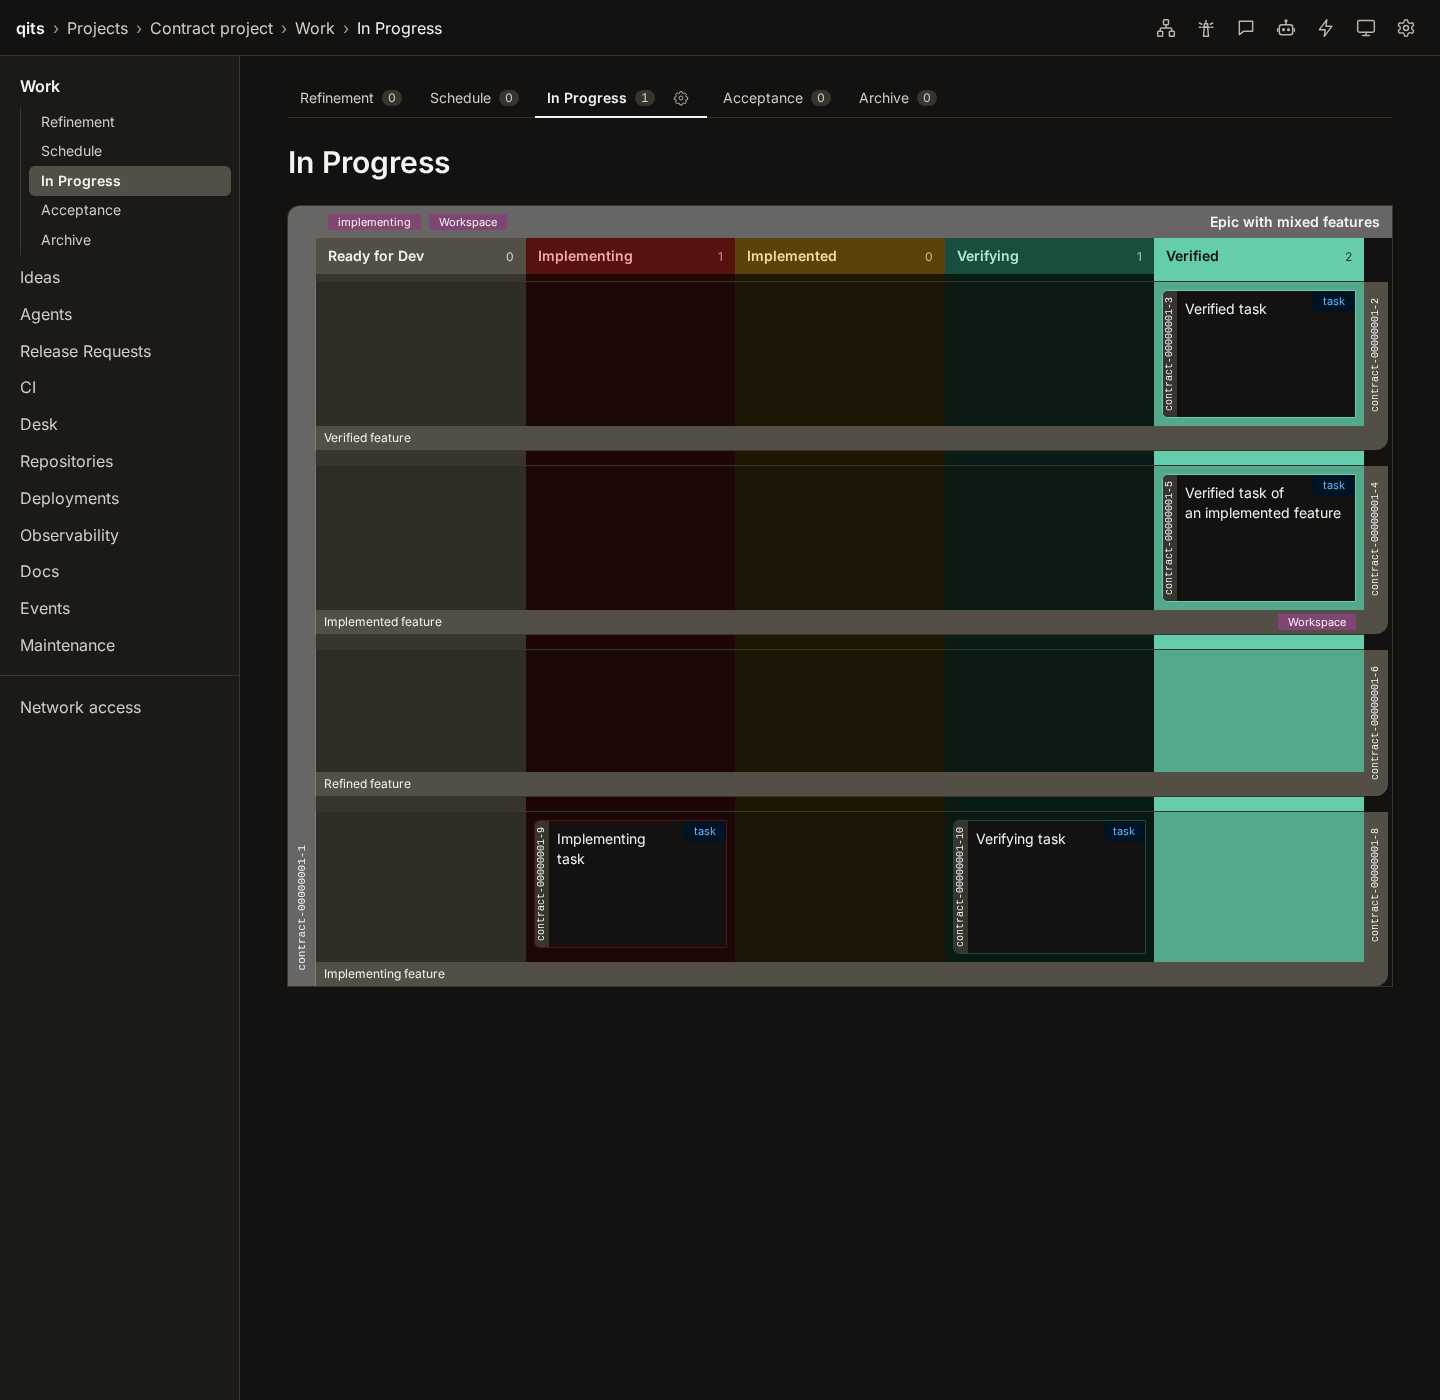 qits › Projects › Contract project › Work › In Progress
Work
Refinement
Schedule
In Progress
Acceptance
Archive
Ideas
Agents
Release Requests
CI
Desk
Repositories
Deployments
Observability
Docs
Events
Maintenance
Network access
Refinement 0 Schedule 0 In Progress 1 Acceptance 0 Archive 0
In Progress
implementing Workspace Epic with mixed features
Ready for Dev 0 Implementing 1 Implemented 0 Verifying 1 Verified 2
contract-00000001-3
Verified task
task
contract-00000001-2
Verified feature
contract-00000001-5
Verified task of
an implemented feature
task
contract-00000001-4
Implemented feature Workspace
contract-00000001-6
Refined feature
contract-00000001-1
contract-00000001-9
Implementing
task
task
contract-00000001-10
Verifying task
task
contract-00000001-8
Implementing feature